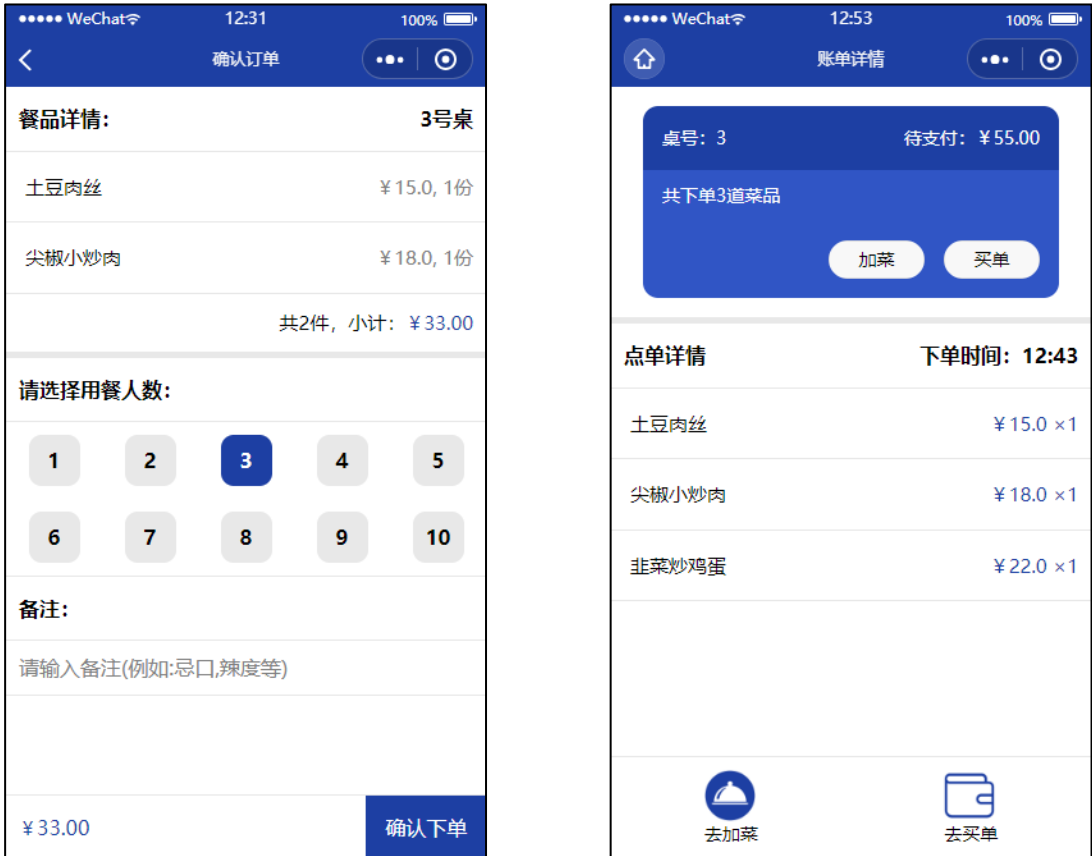 ●●●●● WeChat 12:31 100%
确认订单
餐品详情: 3号桌
土豆肉丝 ¥15.0, 1份
尖椒小炒肉 ¥18.0, 1份
共2件, 小计: ¥33.00
请选择用餐人数:
1 2 3 4 5
6 7 8 9 10
备注:
请输入备注(例如:忌口,辣度等)
¥33.00 确认下单
●●●●● WeChat 12:53 100%
账单详情
桌号: 3 待支付: ¥55.00
共下单3道菜品
加菜 买单
点单详情 下单时间: 12:43
土豆肉丝 ¥15.0 ×1
尖椒小炒肉 ¥18.0 ×1
韭菜炒鸡蛋 ¥22.0 ×1
去加菜 去买单